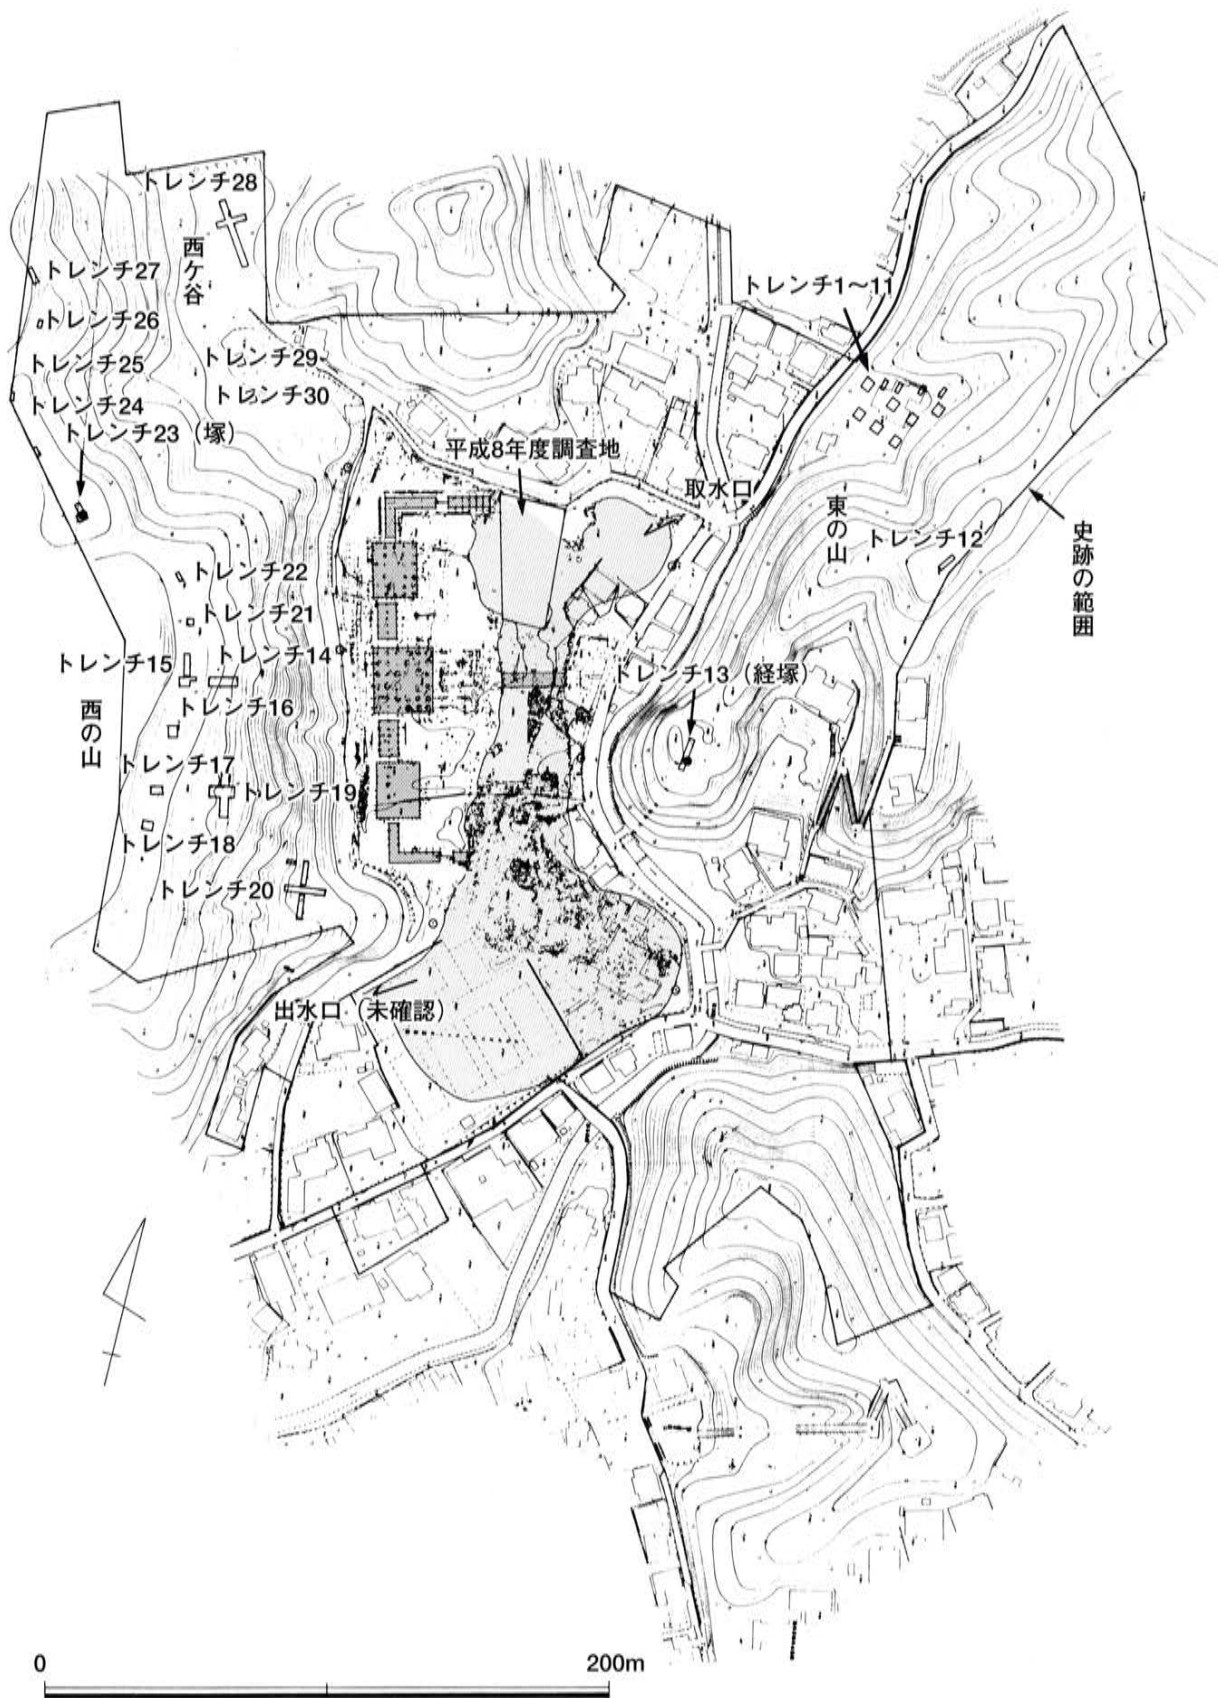 トレンチ28
西ケ谷
トレンチ27
トレンチ26
トレンチ25
トレンチ24
トレンチ23（塚）
トレンチ29
トレンチ30
トレンチ1～11
平成8年度調査地
取水口
東の山
トレンチ12
史跡の範囲
トレンチ22
トレンチ21
トレンチ15
トレンチ14
トレンチ13（経塚）
トレンチ16
西の山
トレンチ17
トレンチ19
トレンチ18
トレンチ20
出水口（未確認）
0
200m